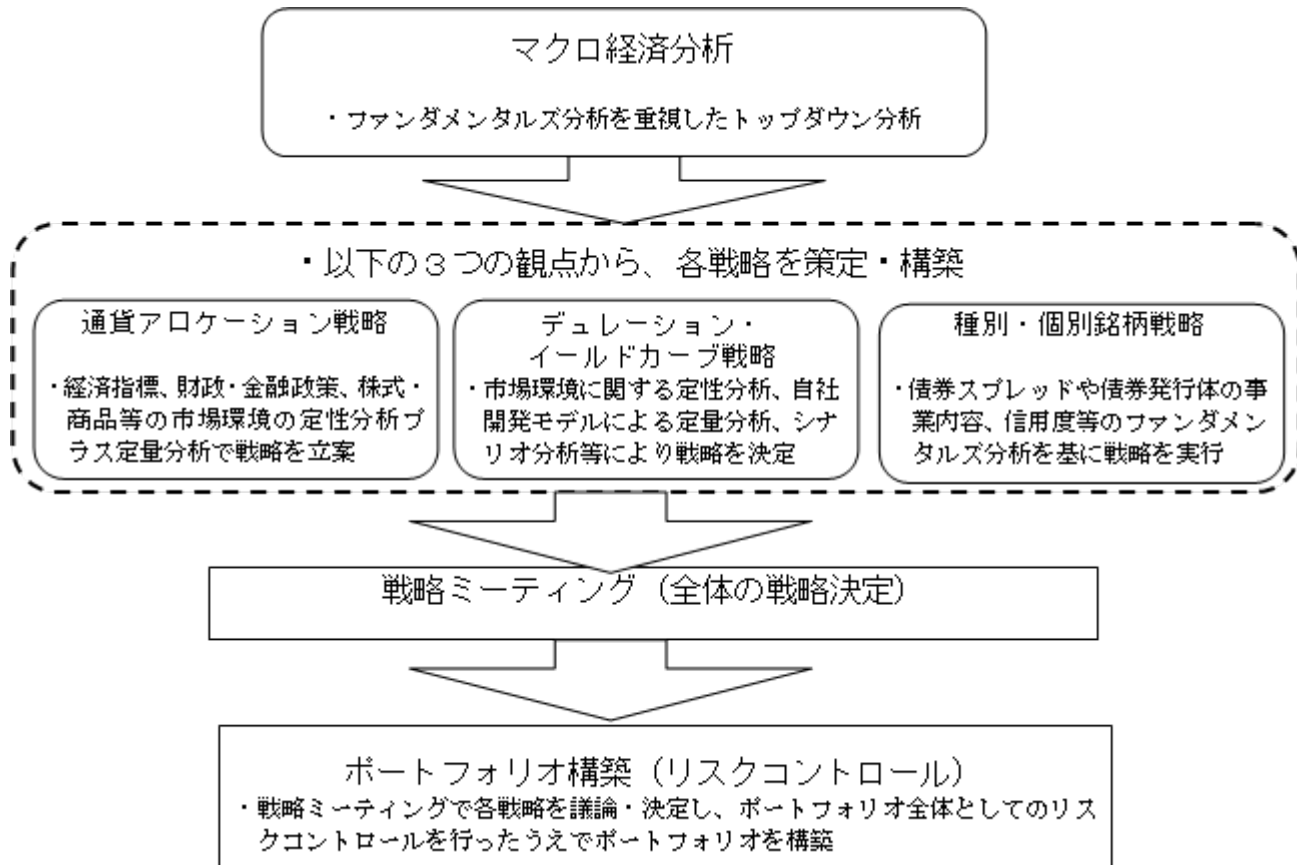 マクロ経済分析
・ファンダメンタルズ分析を重視したトップダウン分析
・以下の３つの観点から、各戦略を策定・構築
通貨アロケーション戦略
・経済指標、財政・金融政策、株式・
商品等の市場環境の定性分析プ
ラス定量分析で戦略を立案
デュレーション・
イールドカーブ戦略
・市場環境に関する定性分析、自社
開発モデルによる定量分析、シナ
リオ分析等により戦略を決定
種別・個別銘柄戦略
・債券スプレッドや債券発行体の事
業内容、信用度等のファンダメン
タルズ分析を基に戦略を実行
戦略ミーティング（全体の戦略決定）
ポートフォリオ構築（リスクコントロール）
・戦略ミーティングで各戦略を議論・決定し、ポートフォリオ全体としてのリス
クコントロールを行ったうえでポートフォリオを構築